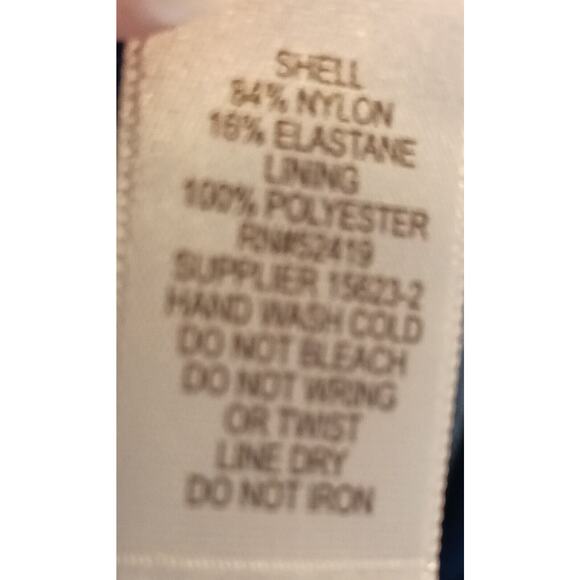 SHELL
84% NYLON
16% ELASTANE
LINING
100% POLYESTER
RN#52419
SUPPLIER 15623-2
HAND WASH COLD
DO NOT BLEACH
DO NOT WRING
OR TWIST
LINE DRY
DO NOT IRON